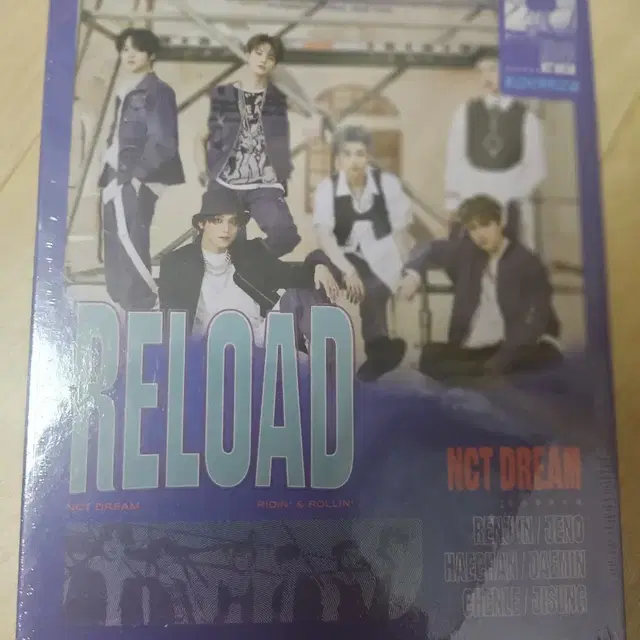 RELOAD
NCT DREAM RIDIN' & ROLLIN'
NCT DREAM
RENJUN / JENO
HAECHAN / JAEMIN
CHENLE / JISUNG